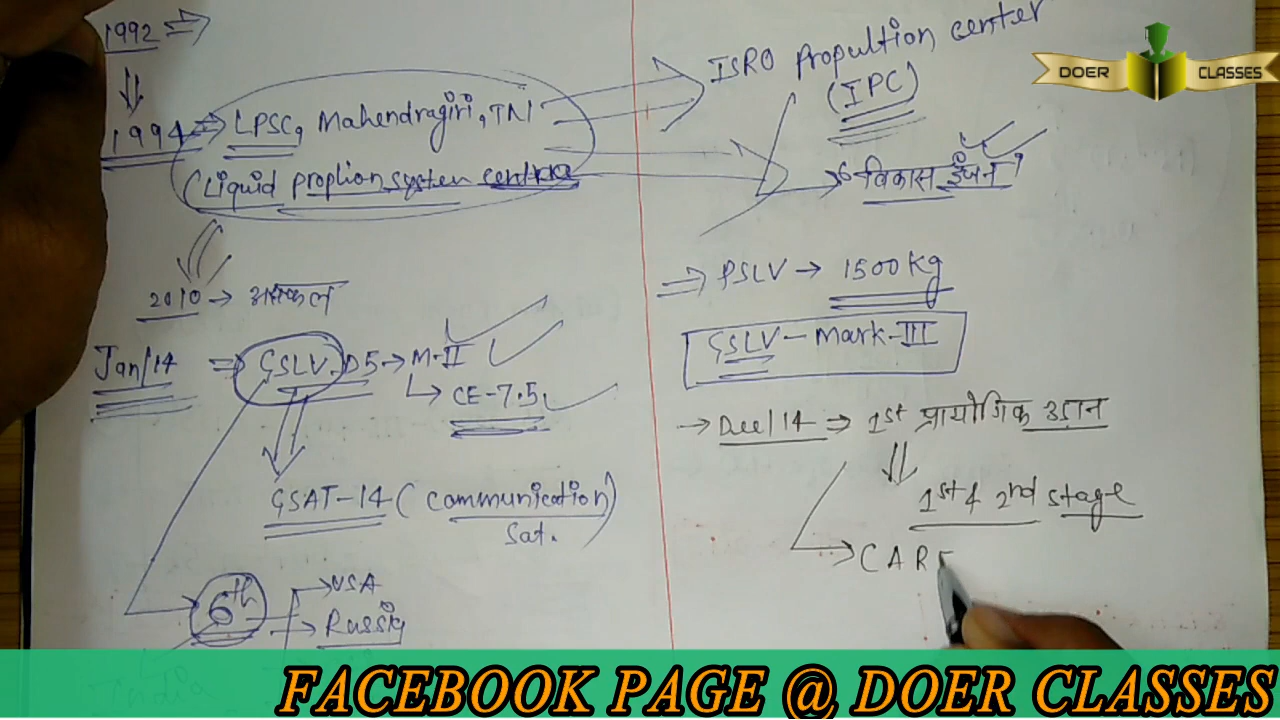 1992 ⇒
1994 ⇒ LPSC, Mahendragiri, TN
(Liquid proplion system centre
2010 → असफल
Jan/14 ⇒ GSLV-D5 → M-II
CE-7.5
GSAT-14 (Communication)
Sat.
6th
→ USA
→ Russia
ISRO Propultion center
(IPC)
"विकास इंजन"
⇒ PSLV → 1500 Kg
GSLV - Mark-III
→ Dec/14 ⇒ 1st प्रायोगिक उडान
1st & 2nd stage
CARE
DOER CLASSES
FACEBOOK PAGE @ DOER CLASSES